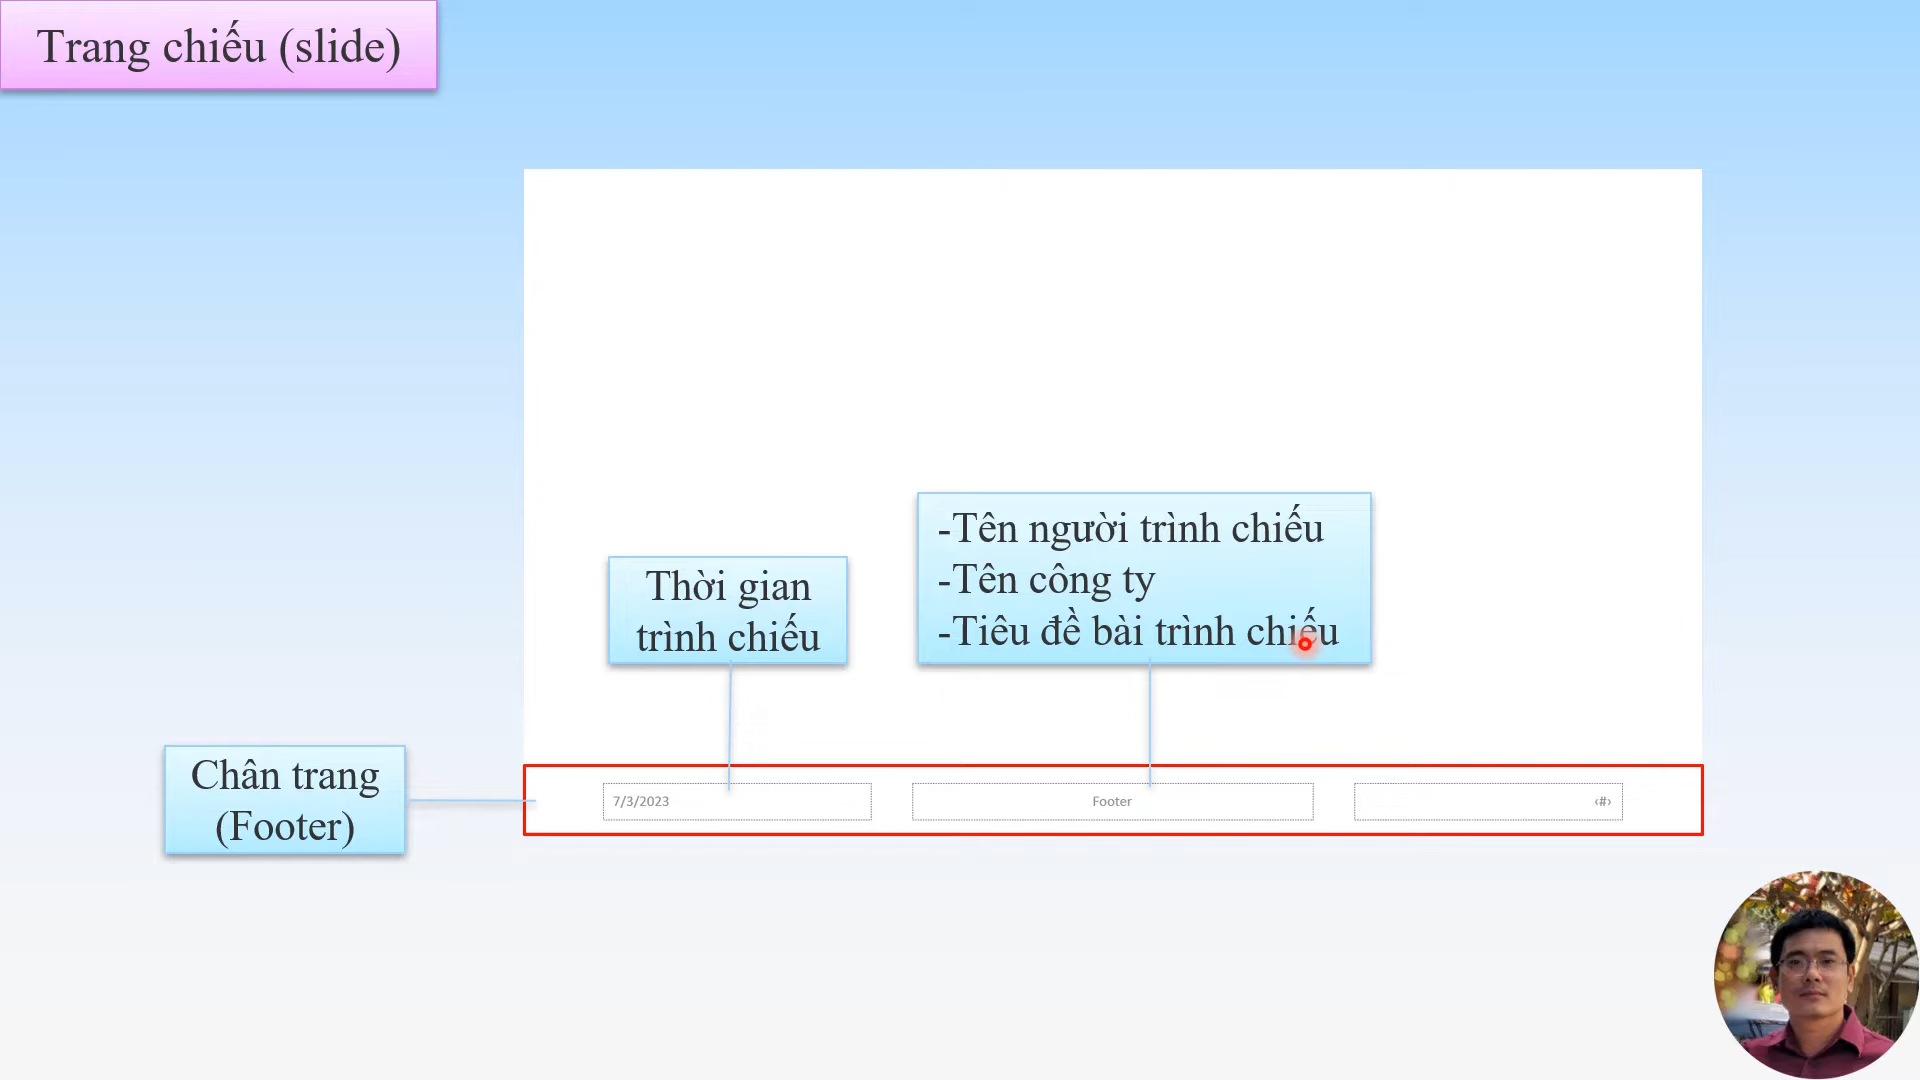 Trang chiếu (slide)
-Tên người trình chiếu
-Tên công ty
-Tiêu đề bài trình chiếu
Thời gian
trình chiếu
Chân trang
(Footer)
7/3/2023
Footer
‹#›